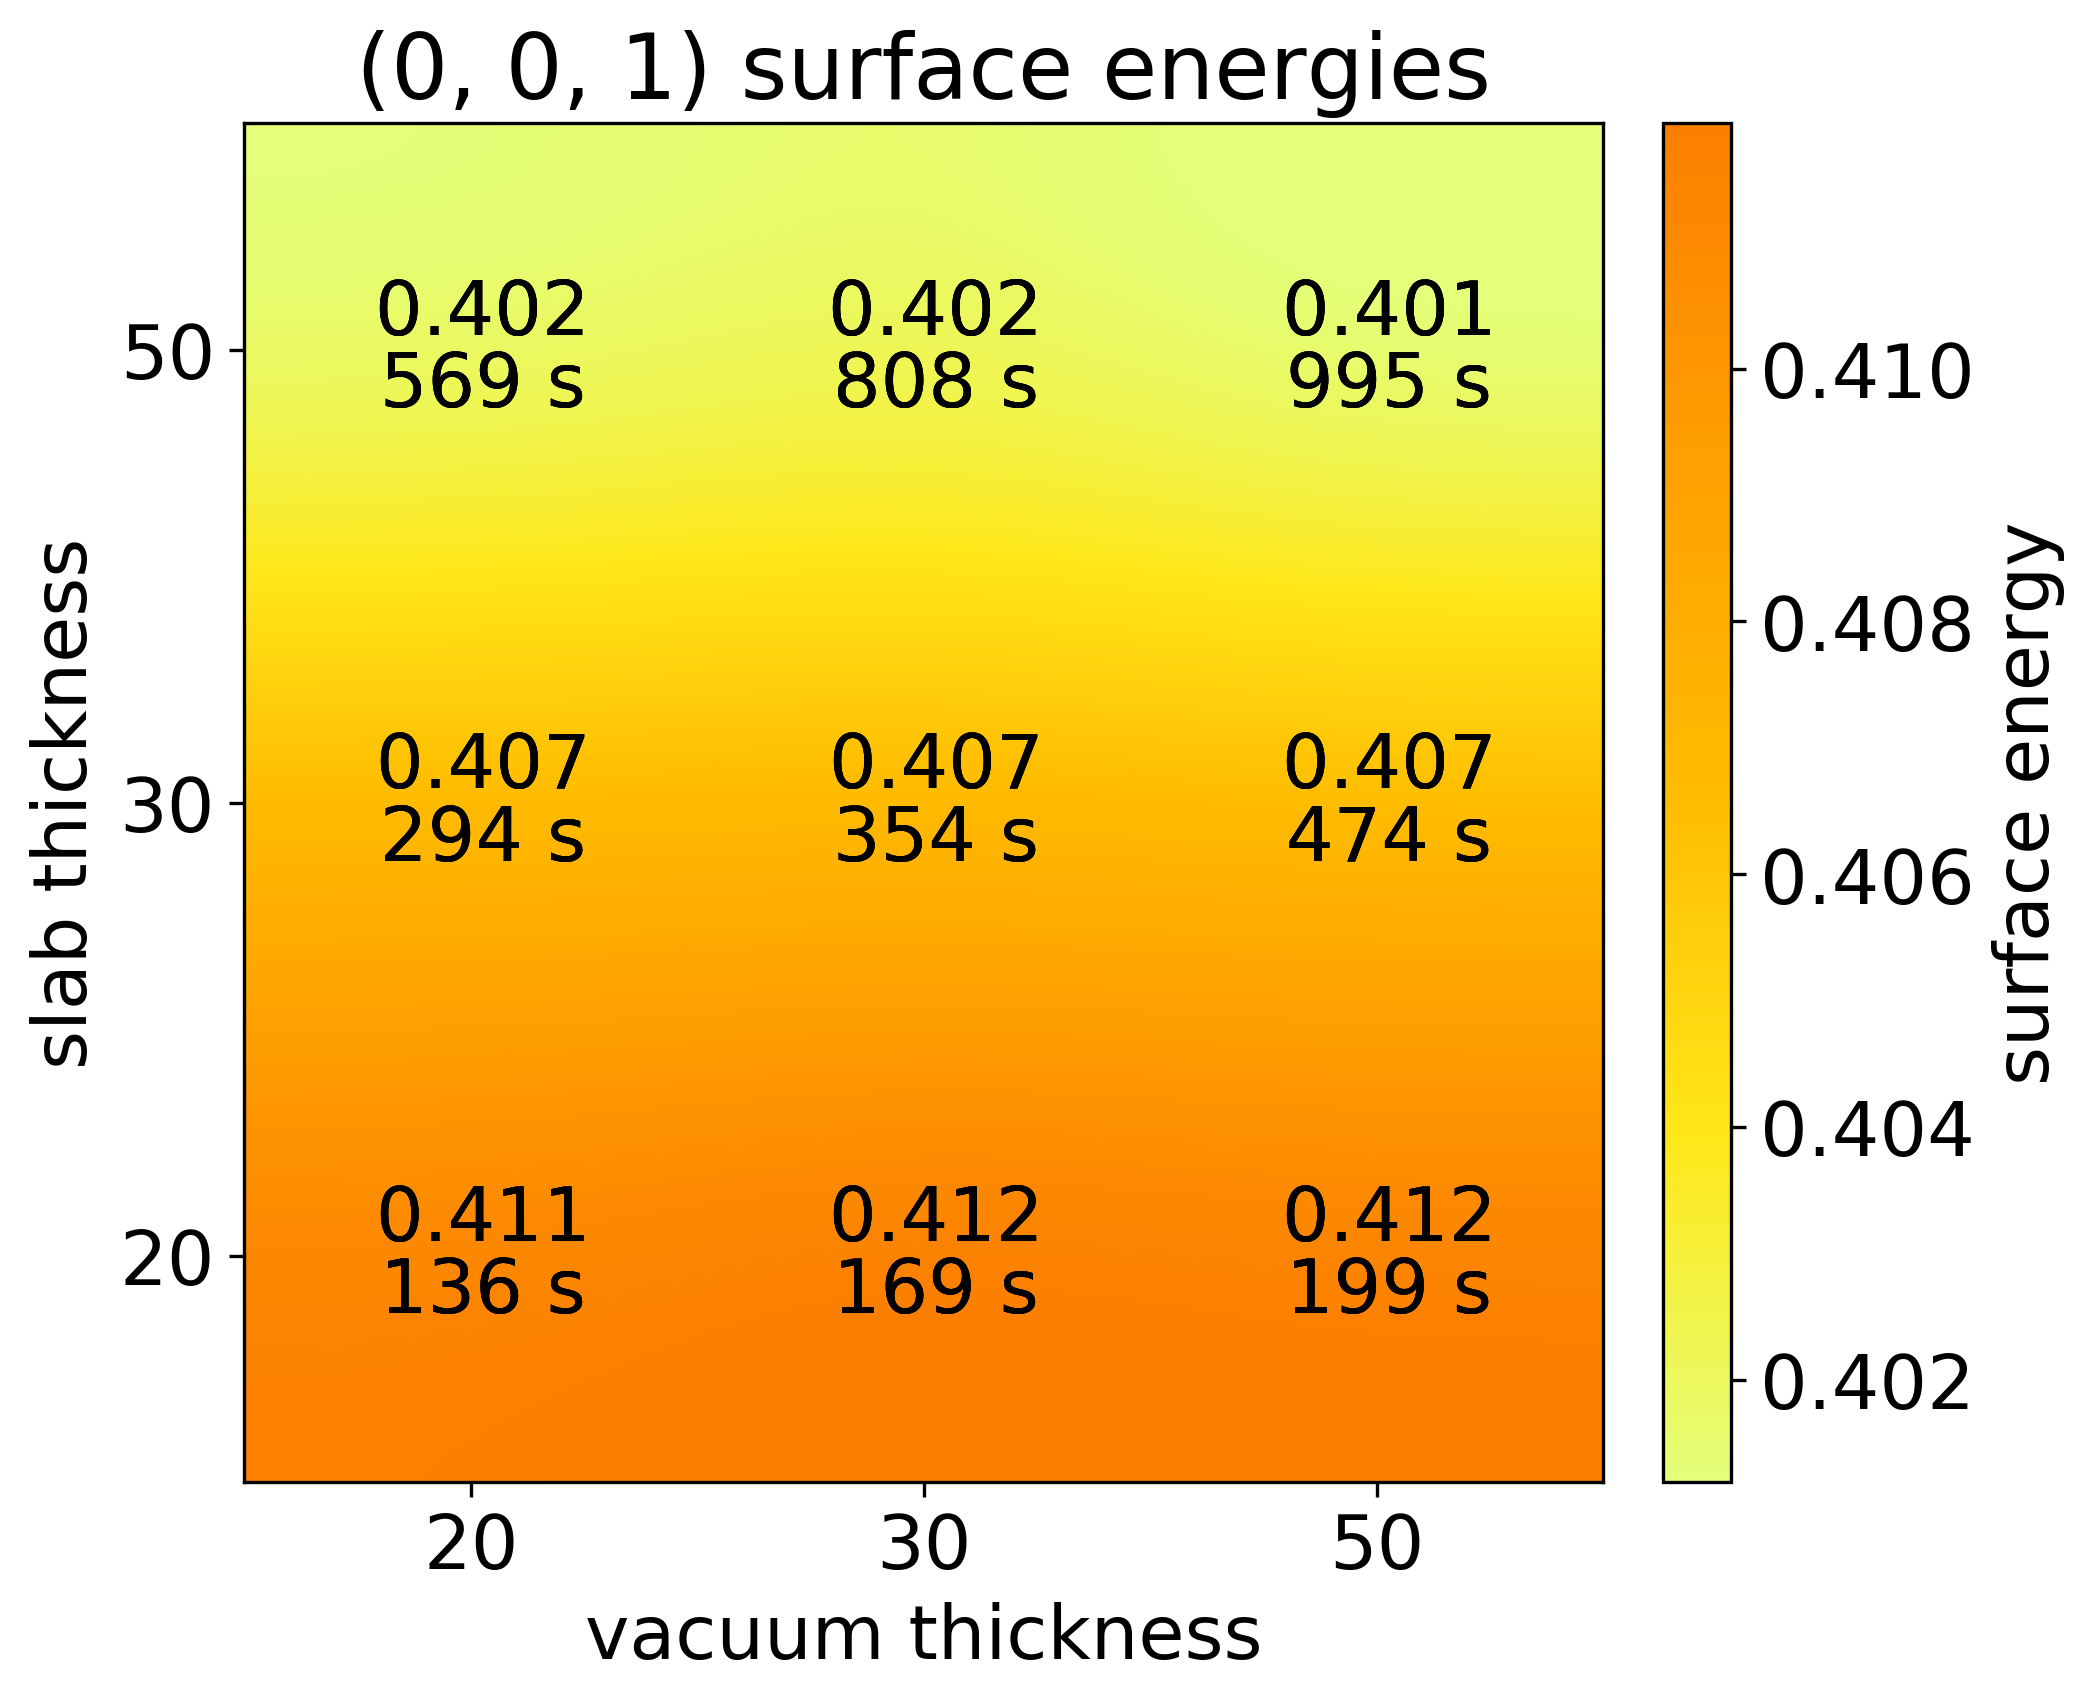 (0, 0, 1) surface energies
slab thickness
50
30
20
0.402
569 s
0.402
808 s
0.401
995 s
0.407
294 s
0.407
354 s
0.407
474 s
0.411
136 s
0.412
169 s
0.412
199 s
20
30
50
vacuum thickness
0.410
0.408
0.406
0.404
0.402
surface energy